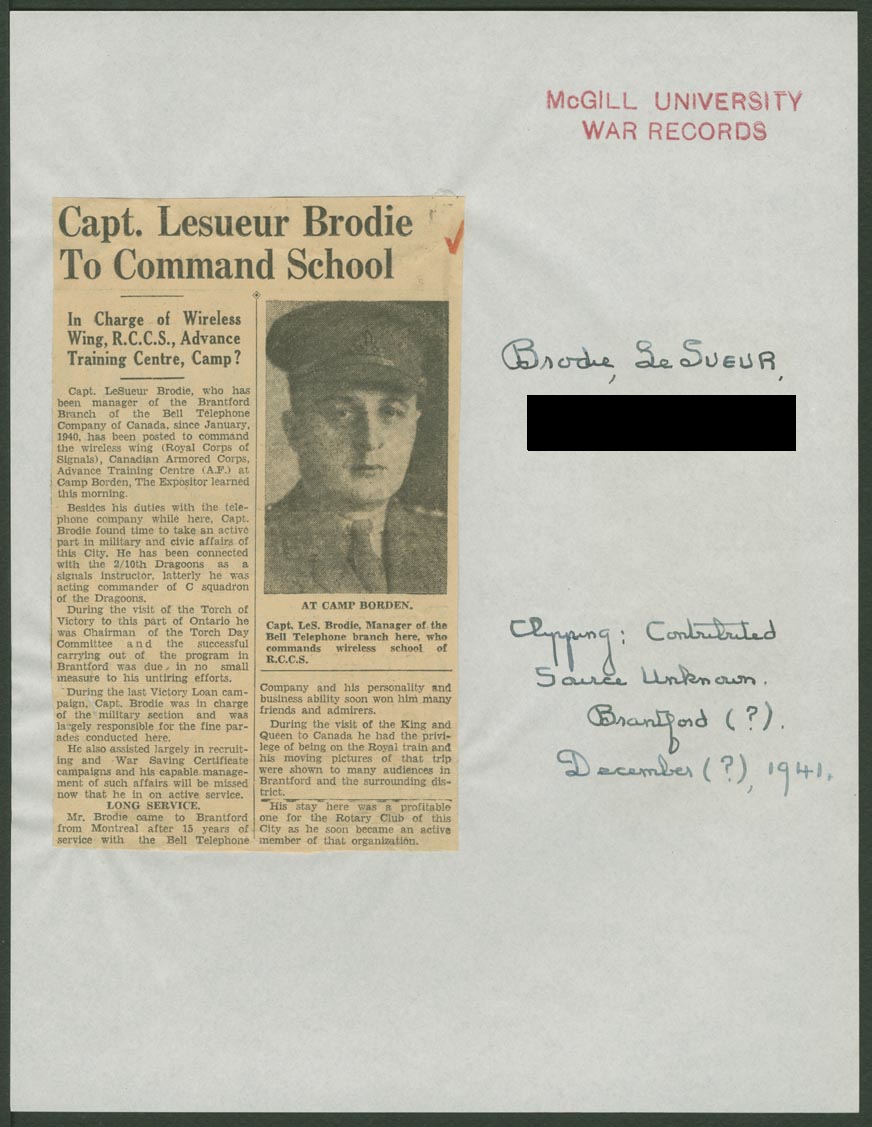 McGILL UNIVERSITY
WAR RECORDS
Capt. Lesueur Brodie
To Command School
In Charge of Wireless
Wing, R.C.C.S., Advance
Training Centre, Camp?
Capt. LeSueur Brodie, who has
been manager of the Brantford
Branch of the Bell Telephone
Company of Canada, since January,
1940, has been posted to command
the wireless wing (Royal Corps of
Signals), Canadian Armored Corps,
Advance Training Centre (A.F.) at
Camp Borden, The Expositor learned
this morning.
Besides his duties with the tele-
phone company while here, Capt.
Brodie found time to take an active
part in military and civic affairs of
this City. He has been connected
with the 2/10th Dragoons as a
signals instructor, latterly he was
acting commander of C squadron
of the Dragoons.
During the visit of the Torch of
Victory to this part of Ontario he
was Chairman of the Torch Day
Committee and the successful
carrying out of the program in
Brantford was due in no small
measure to his untiring efforts.
During the last Victory Loan cam-
paign, Capt. Brodie was in charge
of the military section and was
largely responsible for the fine par-
ades conducted here.
He also assisted largely in recruit-
ing and War Saving Certificate
campaigns and his capable manage-
ment of such affairs will be missed
now that he in on active service.
LONG SERVICE.
Mr. Brodie came to Brantford
from Montreal after 15 years of
service with the Bell Telephone
AT CAMP BORDEN.
Capt. LeS. Brodie, Manager of the
Bell Telephone branch here, who
commands wireless school of
R.C.C.S.
Company and his personality and
business ability soon won him many
friends and admirers.
During the visit of the King and
Queen to Canada he had the privi-
lege of being on the Royal train and
his moving pictures of that trip
were shown to many audiences in
Brantford and the surrounding dis-
trict.
His stay here was a profitable
one for the Rotary Club of this
City as he soon became an active
member of that organization.
Brodie, LeSUEUR,
Clipping: Contributed
Source Unknown.
Brantford (?).
December (?), 1941.